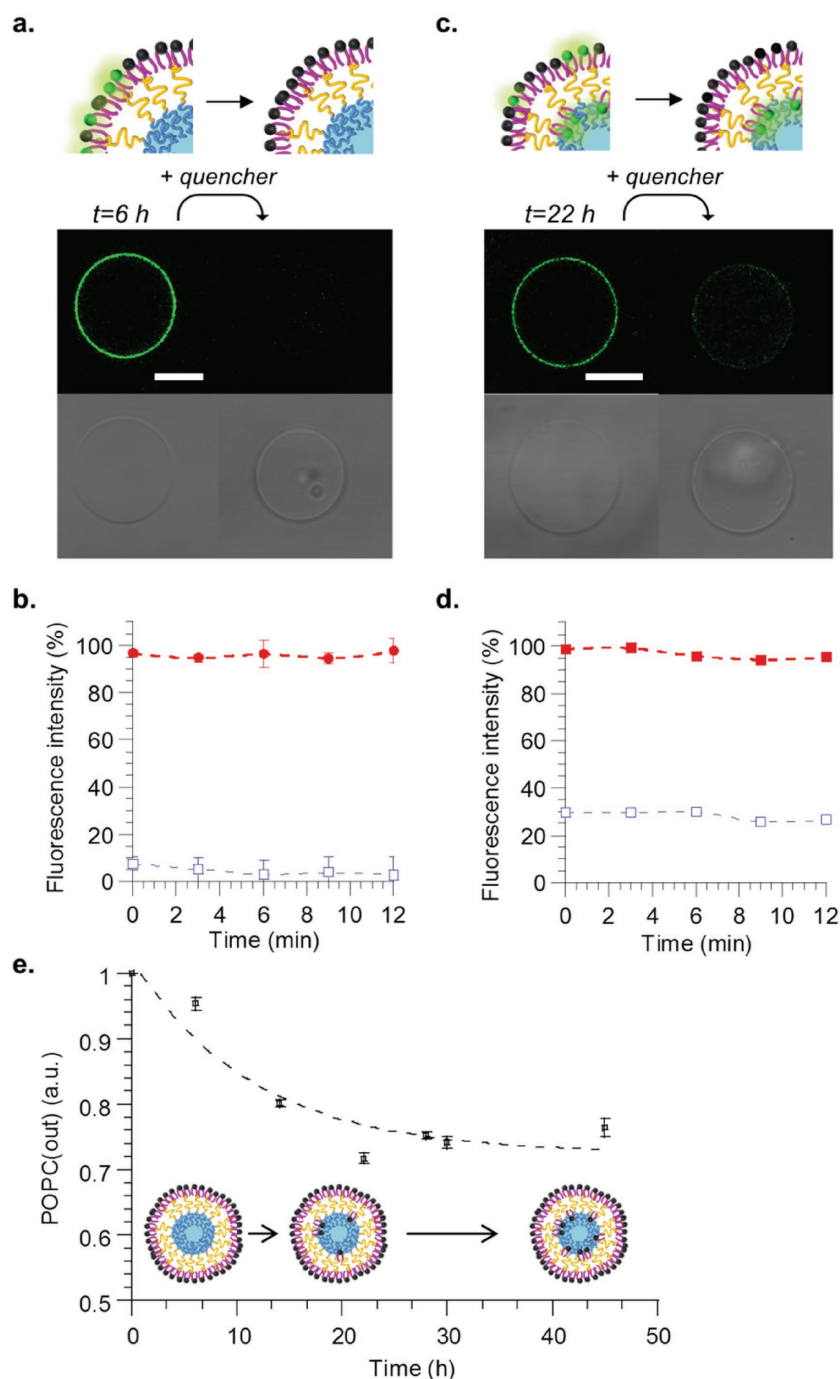 a.
c.
+ quencher
t=6 h
+ quencher
t=22 h
b.
Fluorescence intensity (%)
100
80
60
40
20
0
0 2 4 6 8 10 12
Time (min)
d.
Fluorescence intensity (%)
100
80
60
40
20
0
0 2 4 6 8 10 12
Time (min)
e.
POPC(out) (a.u.)
1
0.9
0.8
0.7
0.6
0.5
0 10 20 30 40 50
Time (h)